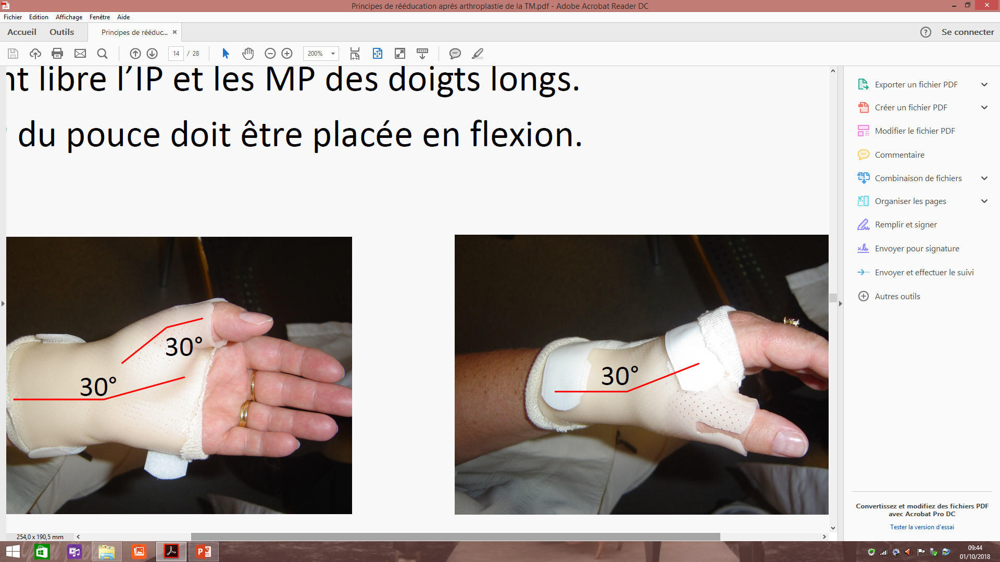 Principes de rééducation après arthroplastie de la TM.pdf - Adobe Acrobat Reader DC
Fichier Edition Affichage Fenêtre Aide
Accueil Outils Principes de rééduc... Se connecter
14 / 28 200%
nt libre l’IP et les MP des doigts longs.
du pouce doit être placée en flexion.
30°
30°
30°
Exporter un fichier PDF
Créer un fichier PDF
Modifier le fichier PDF
Commentaire
Combinaison de fichiers
Organiser les pages
Remplir et signer
Envoyer pour signature
Envoyer et effectuer le suivi
Autres outils
Convertissez et modifiez des fichiers PDF
avec Acrobat Pro DC
Tester la version d'essai
254,0 x 190,5 mm
09:44
01/10/2018